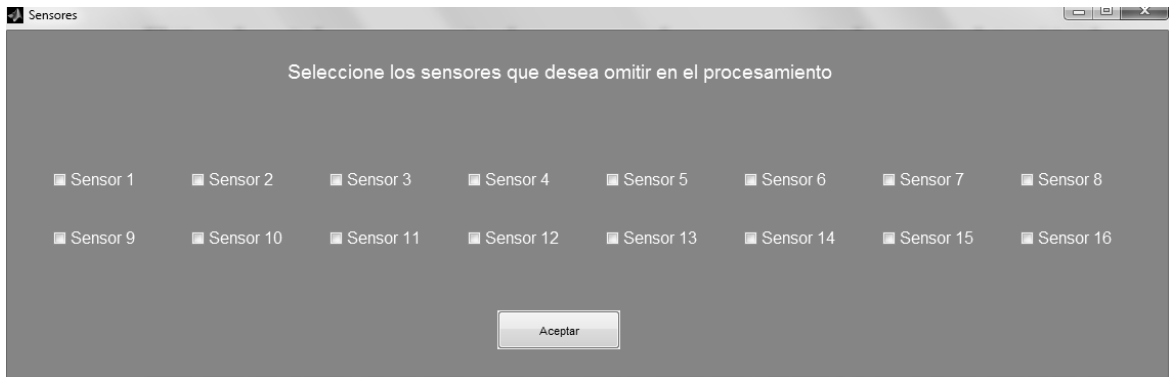 Sensores
Seleccione los sensores que desea omitir en el procesamiento
Sensor 1 Sensor 2 Sensor 3 Sensor 4 Sensor 5 Sensor 6 Sensor 7 Sensor 8
Sensor 9 Sensor 10 Sensor 11 Sensor 12 Sensor 13 Sensor 14 Sensor 15 Sensor 16
Aceptar